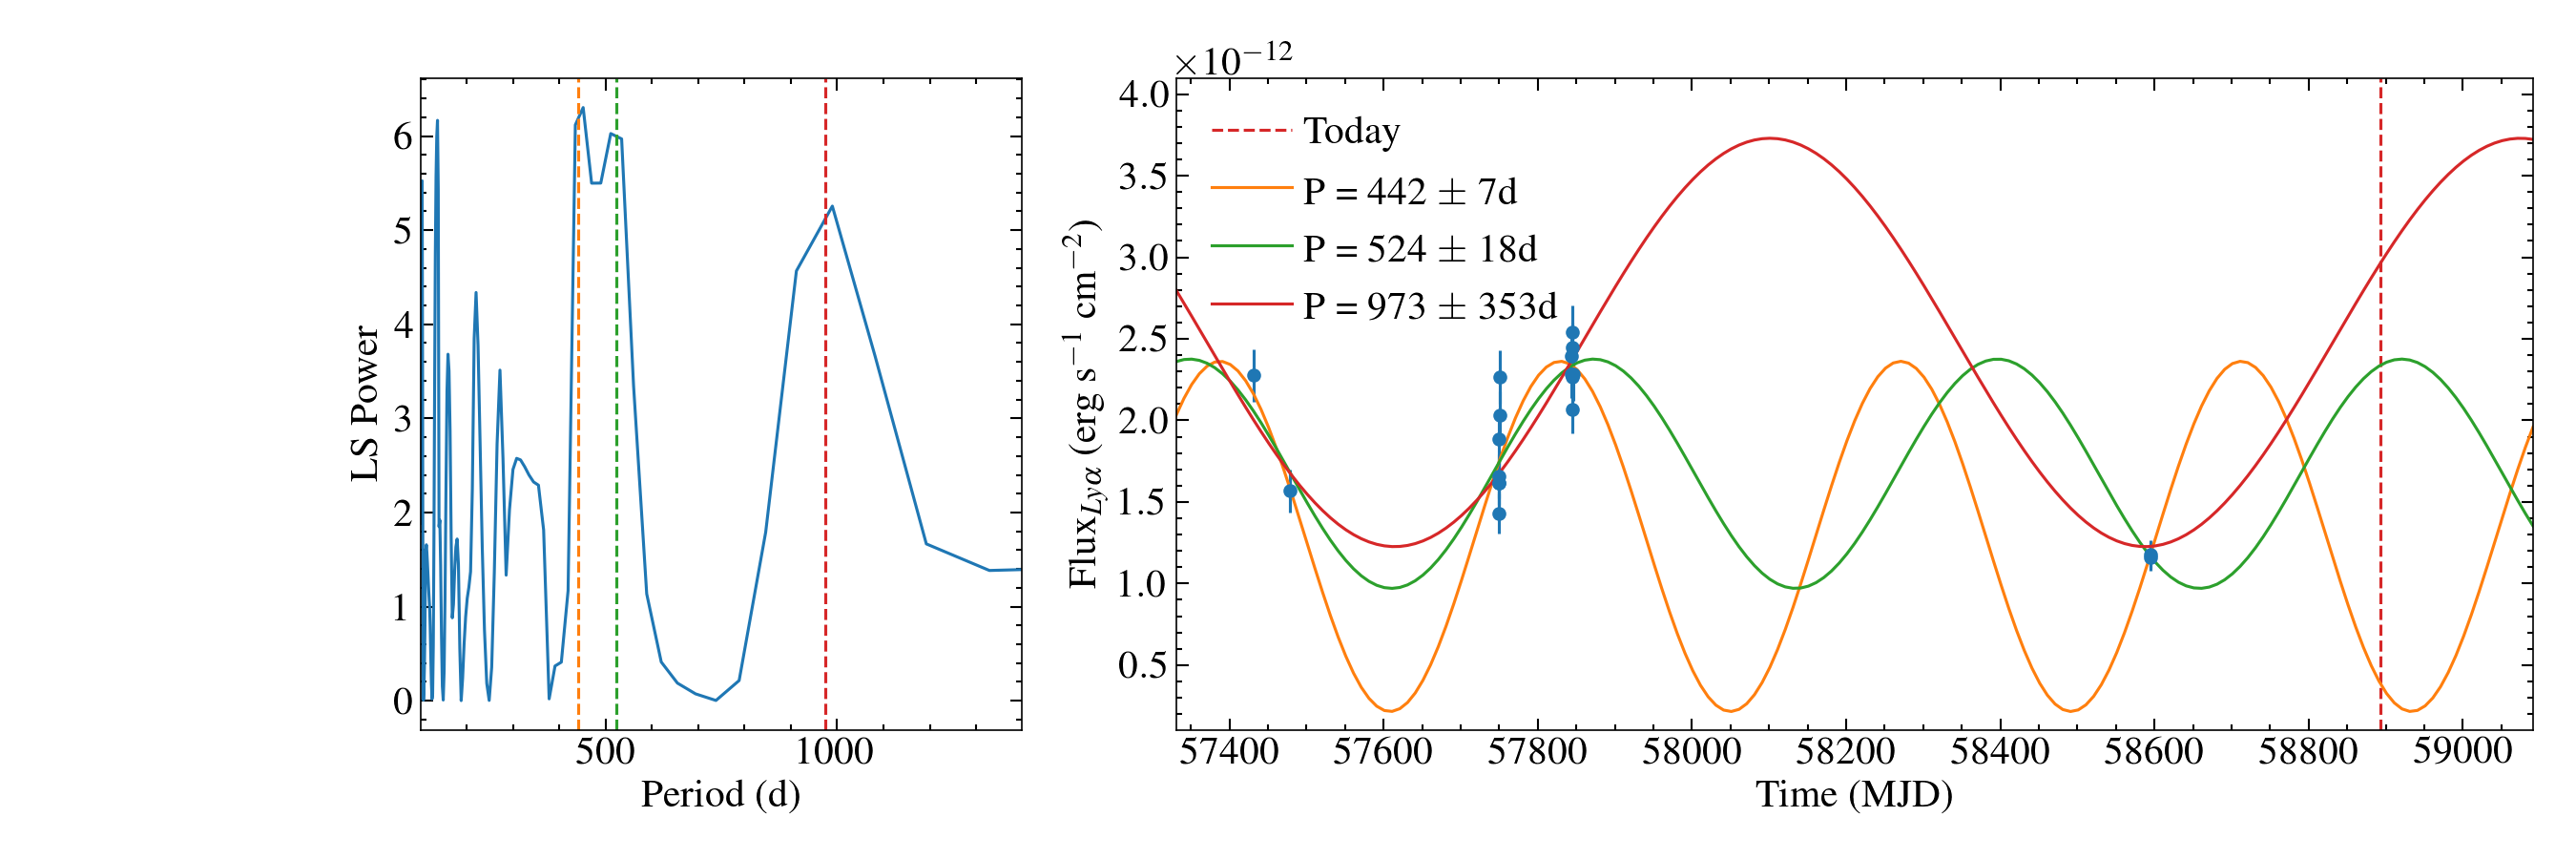 LS Power
6
5
4
3
2
1
0
500 1000
Period (d)
×10⁻¹²
Flux_{Lyα} (erg s⁻¹ cm⁻²)
4.0
3.5
3.0
2.5
2.0
1.5
1.0
0.5
Today
P = 442 ± 7d
P = 524 ± 18d
P = 973 ± 353d
57400 57600 57800 58000 58200 58400 58600 58800 59000
Time (MJD)